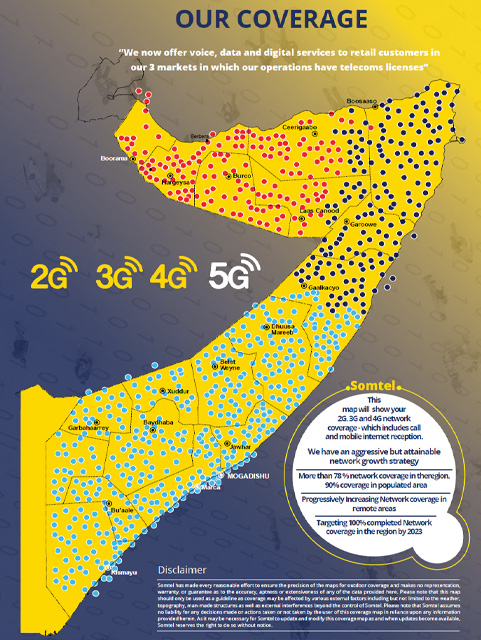 OUR COVERAGE
“We now offer voice, data and digital services to retail customers in
our 3 markets in which our operations have telecoms licenses”
Boosaaso
Ceerigaabo
Berbera
Boorama
Hargeysa
Burco
Laas Canood
Garoowe
2G 3G 4G 5G
Gaalkacyo
Dhuusa
Mareeb
Belet
Weyne
Xuddur
Garbahaarrey
Baydhaba
Jowhar
MOGADISHU
Marca
Bu'aale
Kismayu
Somtel
This
map will show your
2G, 3G and 4G network
coverage - which includes call
and mobile internet reception.
We have an aggressive but attainable
network growth strategy
More than 78 % network coverage in theregion.
90% coverage in populated area
Progressively Increasing Network coverage in
remote areas
Targeting 100% completed Network
coverage in the region by 2023
Disclaimer
Somtel has made every reasonable effort to ensure the precision of the maps for outdoor coverage and makes no representation,
warranty, or guarantee as to the accuracy, aptness or extensiveness of any of the data provided here. Please note that this map
should only be used as a guideline as coverage may be affected by various external factors including but not limited to the weather,
topography, man-made structures as well as external interferences beyond the control of Somtel. Please note that Somtel assumes
no liability for any decisions made or actions taken or not taken by the user of this coverage map in reliance upon any information
provided herein. As it may be necessary for Somtel to update and modify this coverage map as and when updates become available,
Somtel reserves the right to do so without notice.